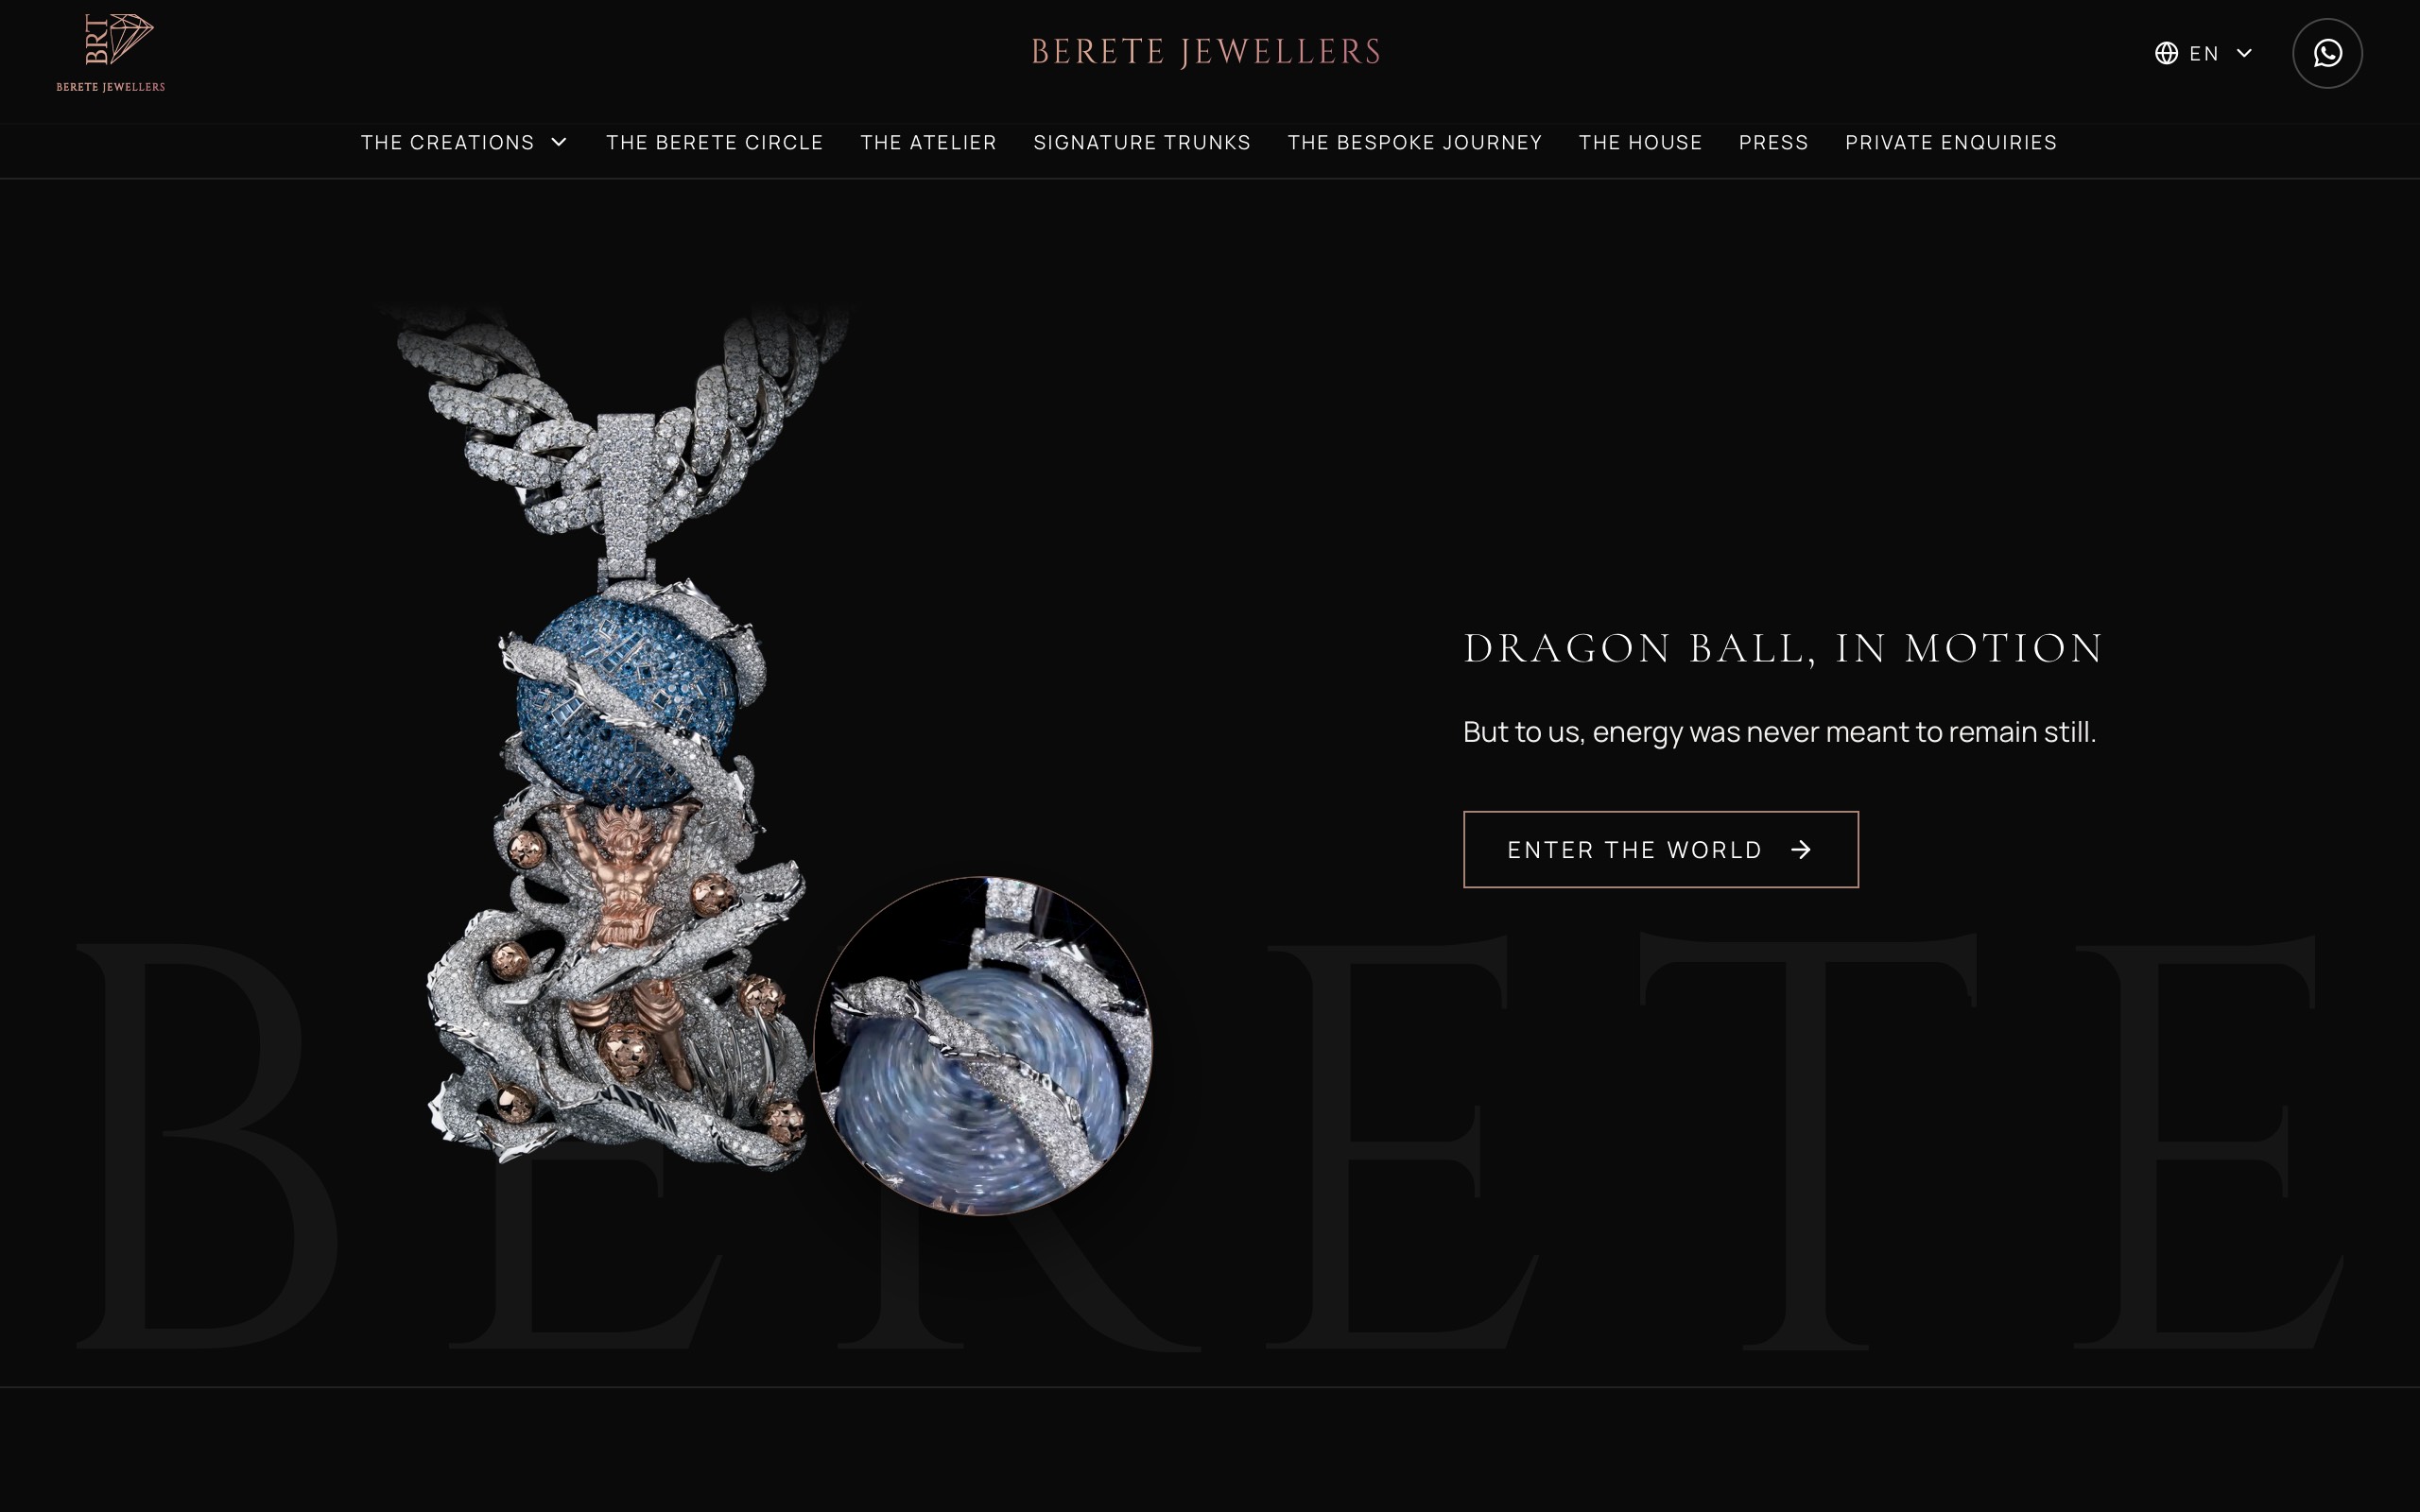 BRT
BERETE JEWELLERS
BERETE JEWELLERS
EN
THE CREATIONS
THE BERETE CIRCLE
THE ATELIER
SIGNATURE TRUNKS
THE BESPOKE JOURNEY
THE HOUSE
PRESS
PRIVATE ENQUIRIES
DRAGON BALL, IN MOTION
But to us, energy was never meant to remain still.
ENTER THE WORLD
BERETE